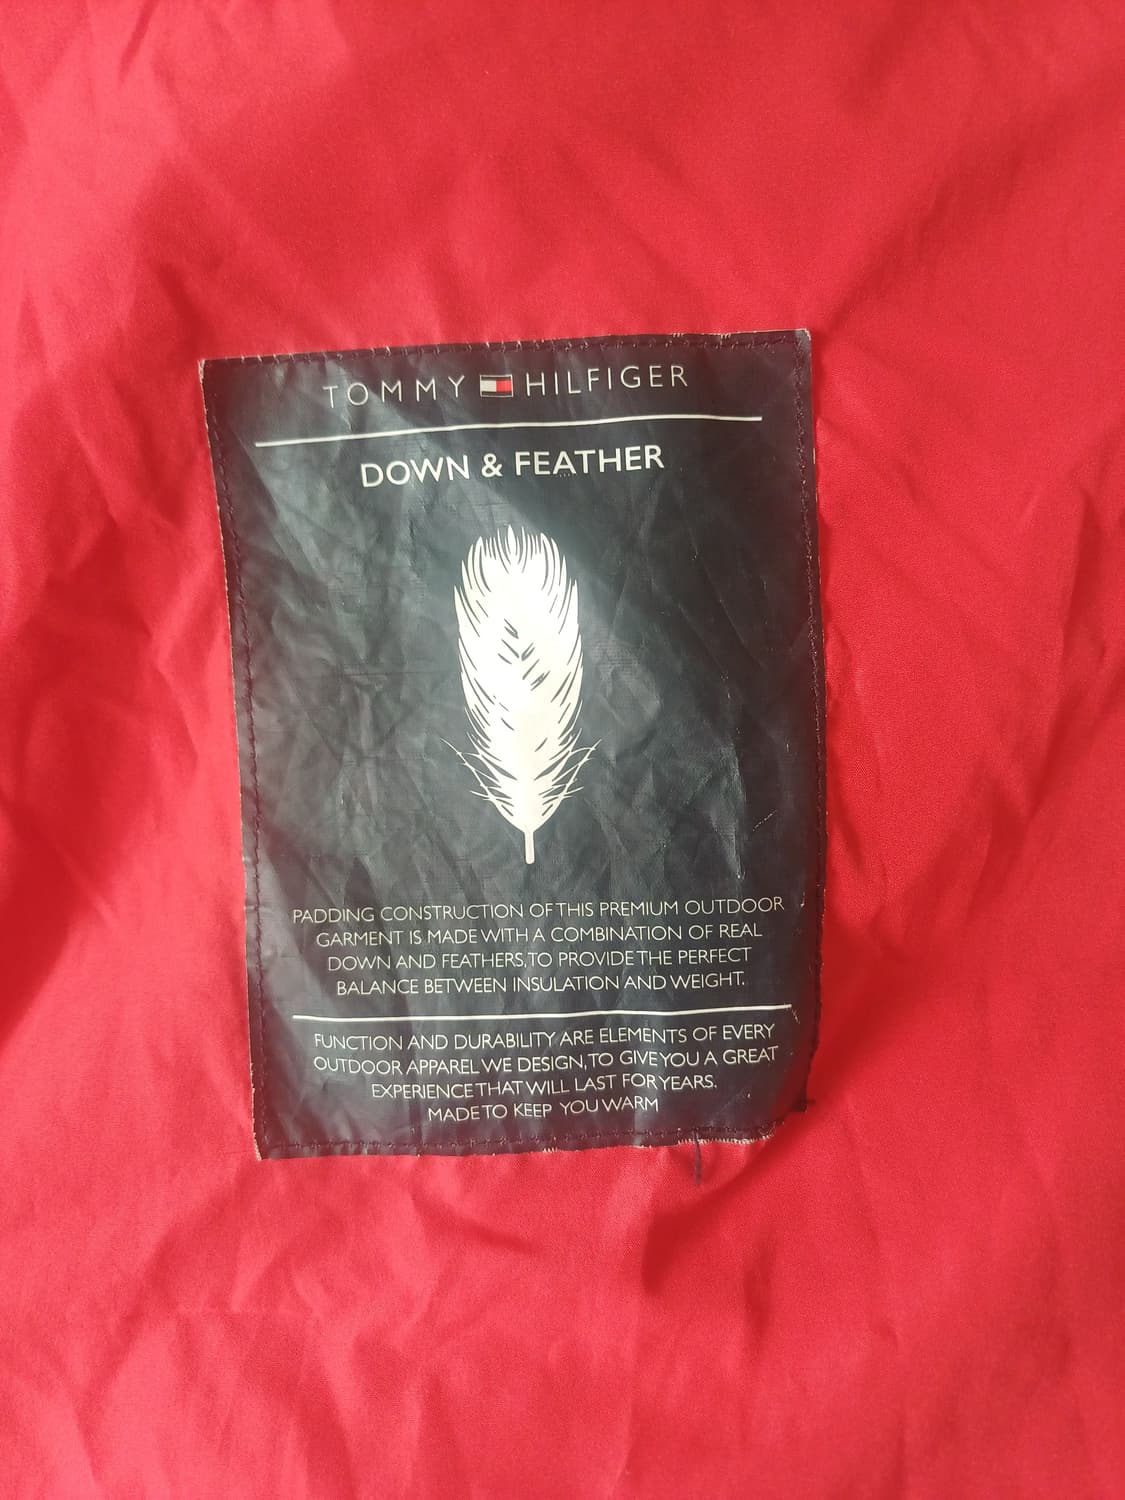 TOMMY HILFIGER
DOWN & FEATHER
PADDING CONSTRUCTION OF THIS PREMIUM OUTDOOR
GARMENT IS MADE WITH A COMBINATION OF REAL
DOWN AND FEATHERS, TO PROVIDE THE PERFECT
BALANCE BETWEEN INSULATION AND WEIGHT.
FUNCTION AND DURABILITY ARE ELEMENTS OF EVERY
OUTDOOR APPAREL WE DESIGN, TO GIVE YOU A GREAT
EXPERIENCE THAT WILL LAST FOR YEARS.
MADE TO KEEP YOU WARM